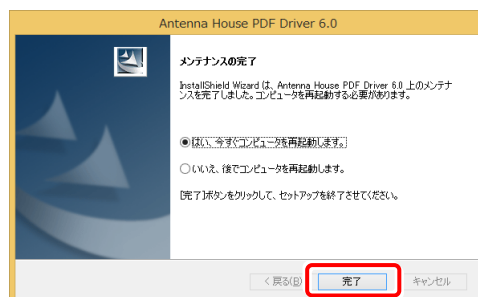 Antenna House PDF Driver 6.0
メンテナンスの完了
InstallShield Wizard は、Antenna House PDF Driver 6.0 上のメンテナ
ンスを完了しました。コンピュータを再起動する必要があります。
はい、今すぐコンピュータを再起動します。
いいえ、後でコンピュータを再起動します。
[完了]ボタンをクリックして、セットアップを終了させてください。
< 戻る(B)
完了
キャンセル